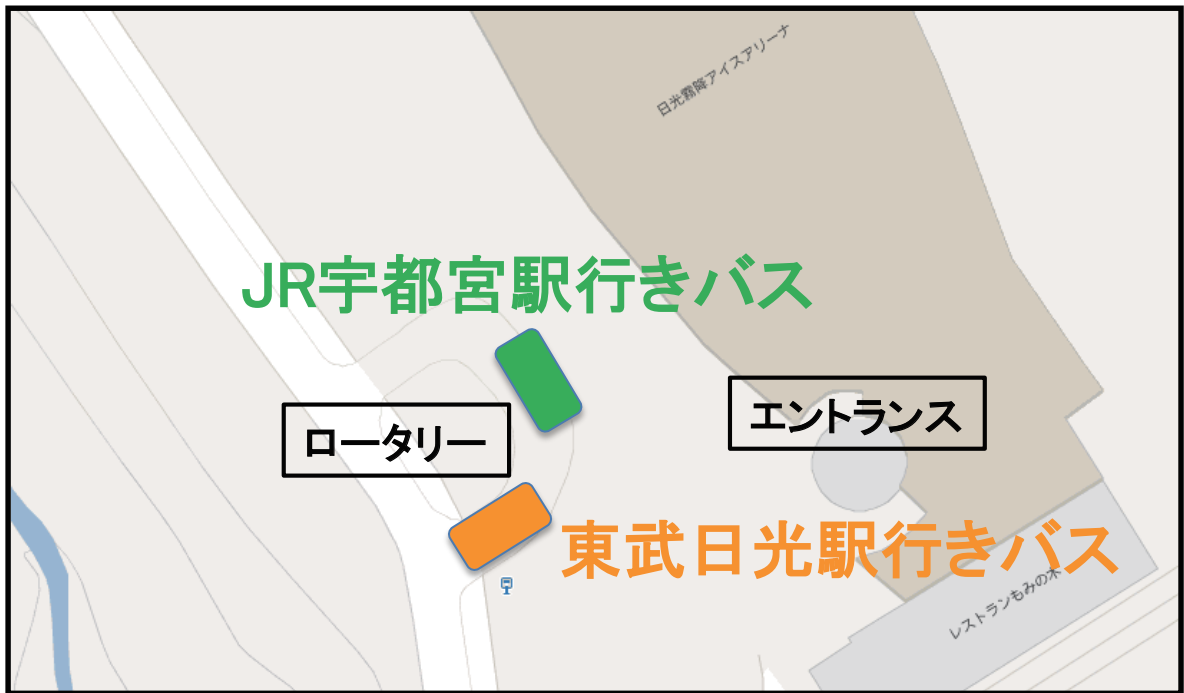 日光霧降アイスアリーナ
JR宇都宮駅行きバス
エントランス
ロータリー
東武日光駅行きバス
レストランもみの木